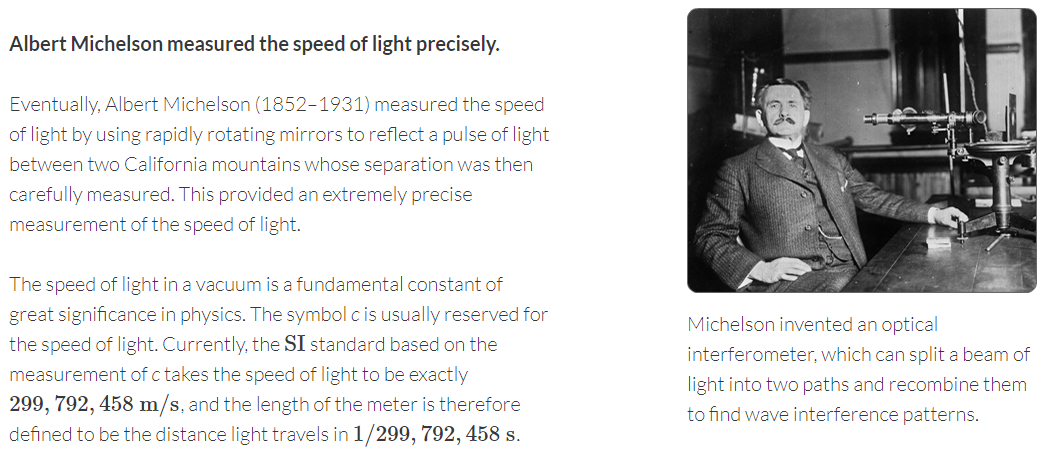 Albert Michelson measured the speed of light precisely.
Eventually, Albert Michelson (1852–1931) measured the speed
of light by using rapidly rotating mirrors to reflect a pulse of light
between two California mountains whose separation was then
carefully measured. This provided an extremely precise
measurement of the speed of light.
The speed of light in a vacuum is a fundamental constant of
great significance in physics. The symbol c is usually reserved for
the speed of light. Currently, the SI standard based on the
measurement of c takes the speed of light to be exactly
299, 792, 458 m/s, and the length of the meter is therefore
defined to be the distance light travels in 1/299, 792, 458 s.
Michelson invented an optical
interferometer, which can split a beam of
light into two paths and recombine them
to find wave interference patterns.